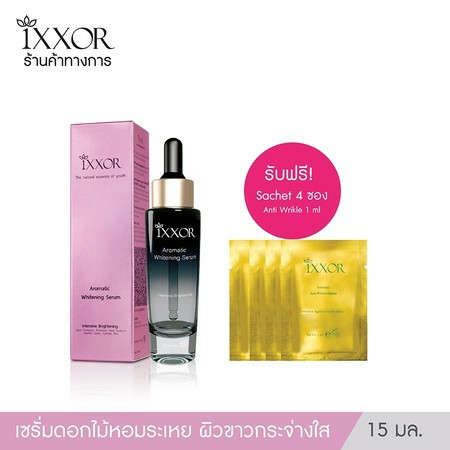 iXXOR
ร้านค้าทางการ
iXXOR
The natural essence of youth
Aromatic
Whitening Serum
Intensive Brightening
iXXOR
Aromatic
Whitening Serum
Intensive Brightening
รับฟรี!
Sachet 4 ซอง
Anti Wrikle 1 ml
iXXOR
เซรั่มดอกไม้หอมระเหย ผิวขาวกระจ่างใส
15 มล.